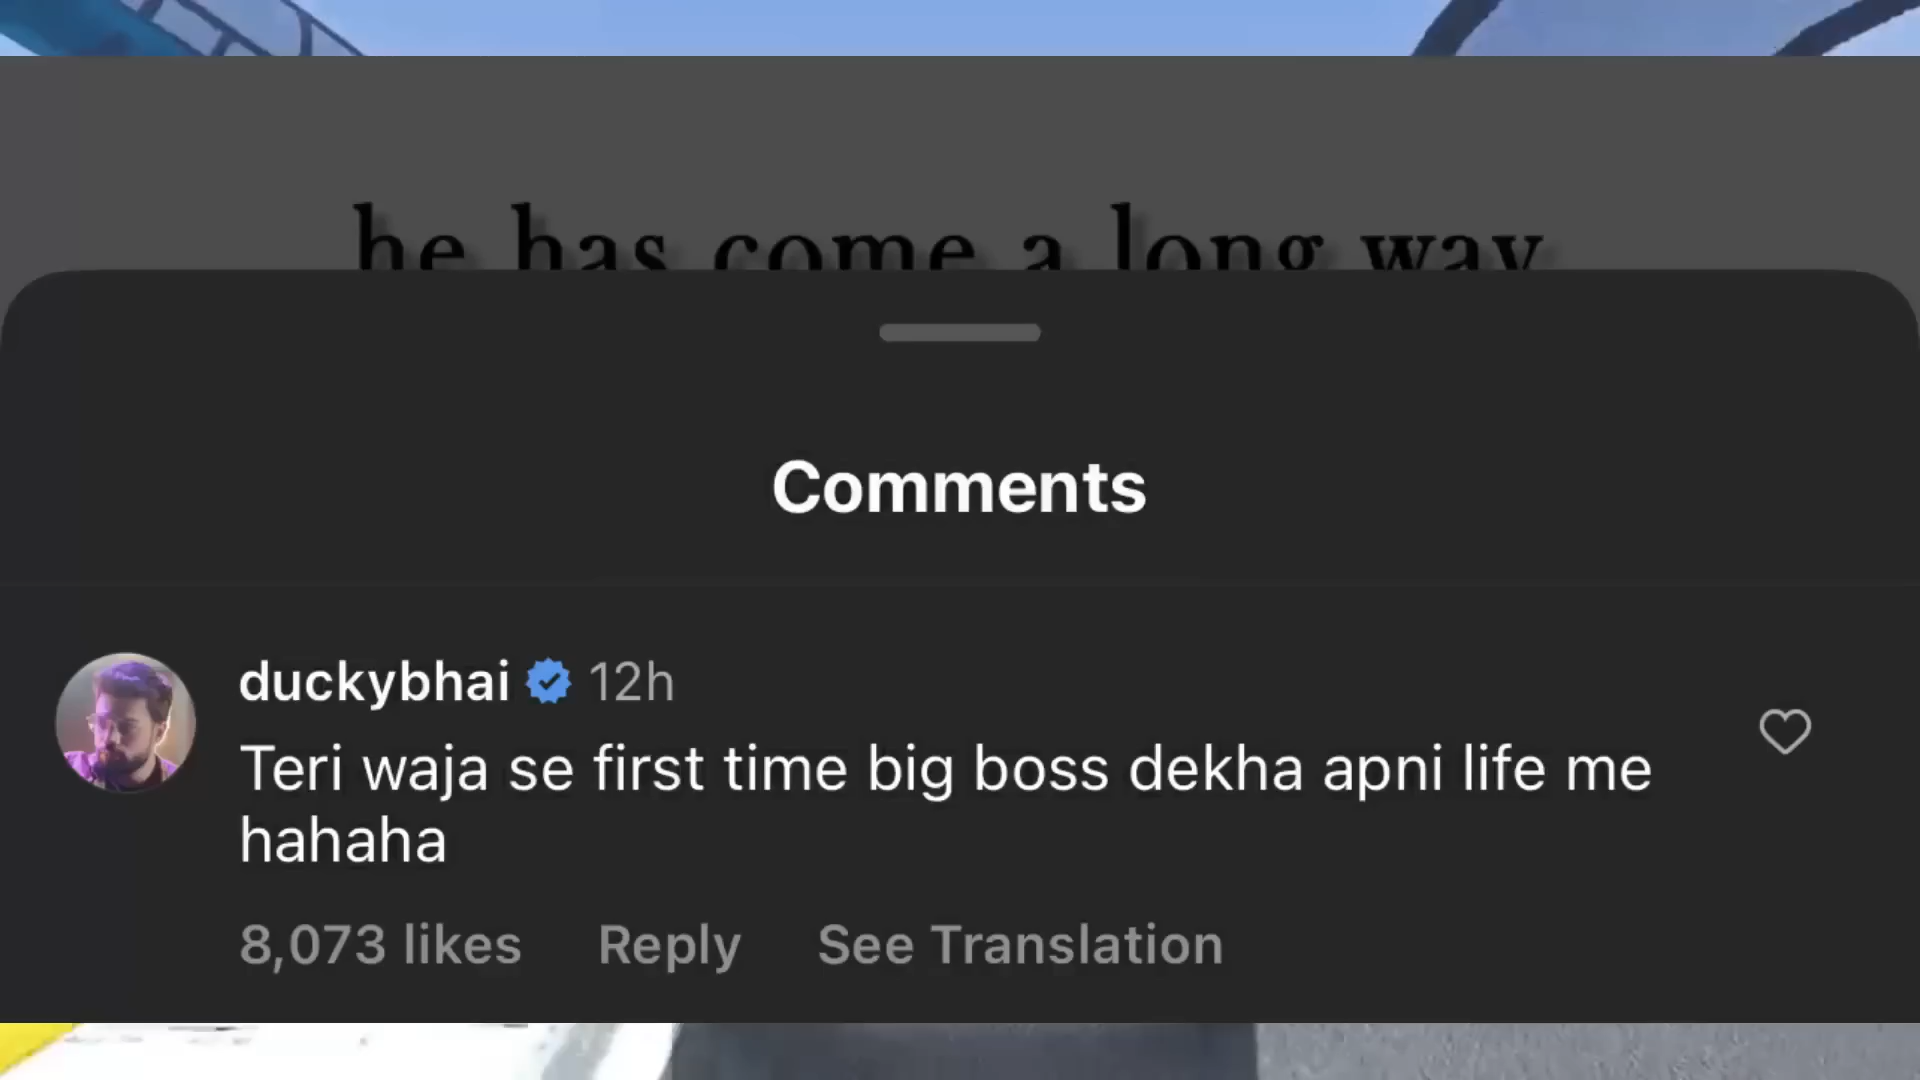 he has come a long way
Comments
duckybhai 12h
Teri waja se first time big boss dekha apni life me
hahaha
8,073 likes Reply See Translation